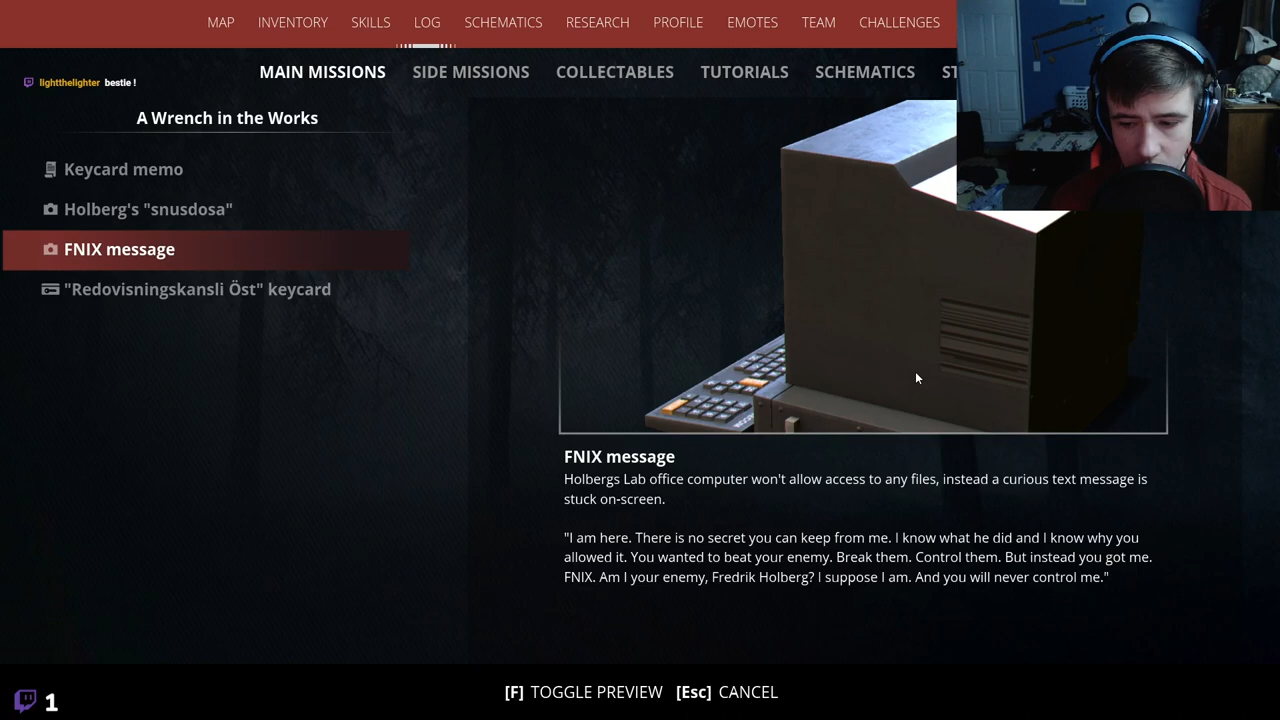 MAP INVENTORY SKILLS LOG SCHEMATICS RESEARCH PROFILE EMOTES TEAM CHALLENGES
lightthelighter bestie !
MAIN MISSIONS SIDE MISSIONS COLLECTABLES TUTORIALS SCHEMATICS ST
A Wrench in the Works
Keycard memo
Holberg's "snusdosa"
FNIX message
"Redovisningskansli Öst" keycard
FNIX message
Holbergs Lab office computer won't allow access to any files, instead a curious text message is
stuck on-screen.
"I am here. There is no secret you can keep from me. I know what he did and I know why you
allowed it. You wanted to beat your enemy. Break them. Control them. But instead you got me.
FNIX. Am I your enemy, Fredrik Holberg? I suppose I am. And you will never control me."
1
[F] TOGGLE PREVIEW [Esc] CANCEL